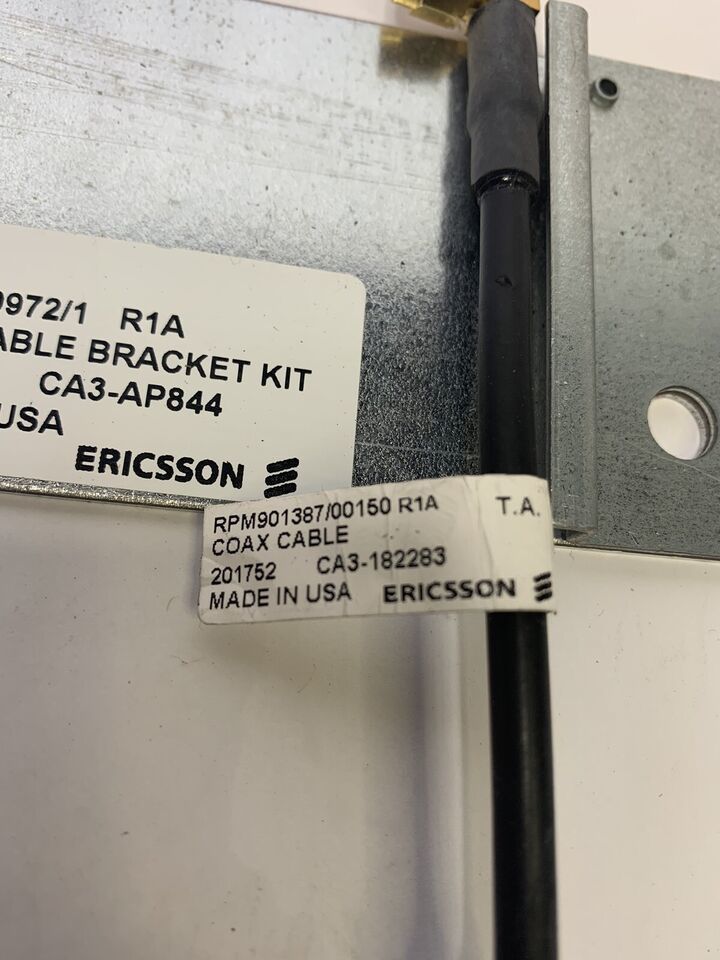 9972/1 R1A
ABLE BRACKET KIT
CA3-AP844
USA
ERICSSON
RPM901387/00150 R1A T.A.
COAX CABLE
201752 CA3-182283
MADE IN USA ERICSSON